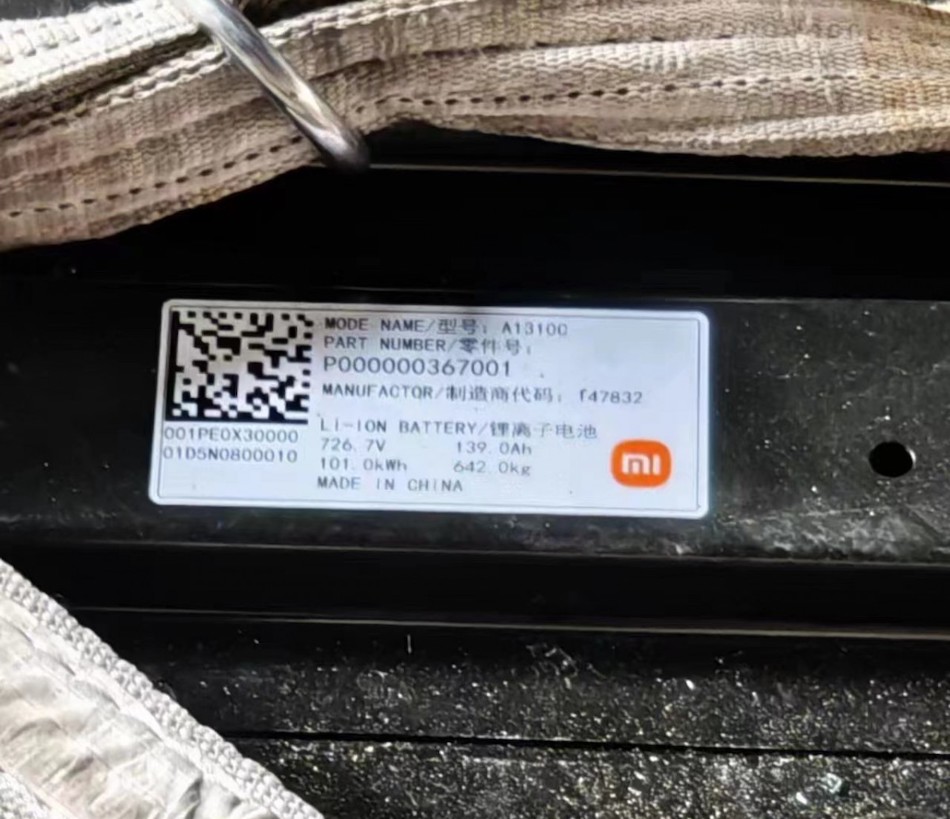 MODE NAME/型号: A1310C
PART NUMBER/零件号:
P000000367001
MANUFACTOR/制造商代码: f47832
001PE0X30000
01D5N0800010
LI-ION BATTERY/锂离子电池
726.7V 139.0Ah
101.0kWh 642.0kg
MADE IN CHINA
mi